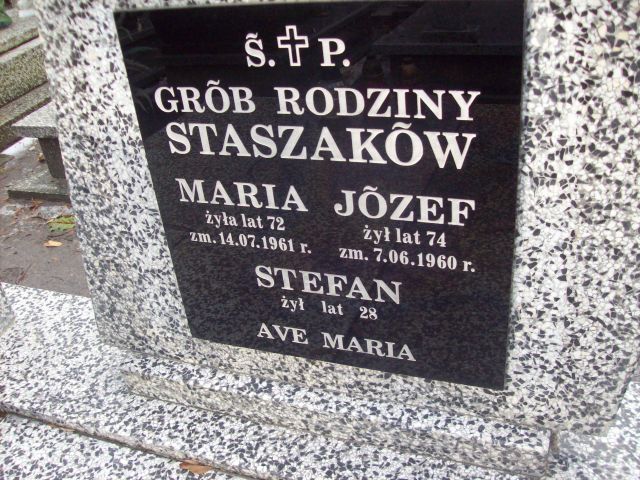 Š.✝P.
GRÕB RODZINY
STASZAKÕW
MARIA
żyła lat 72
zm. 14.07.1961 r.
JÕZEF
żył lat 74
zm. 7.06.1960 r.
STEFAN
żył lat 28
AVE MARIA